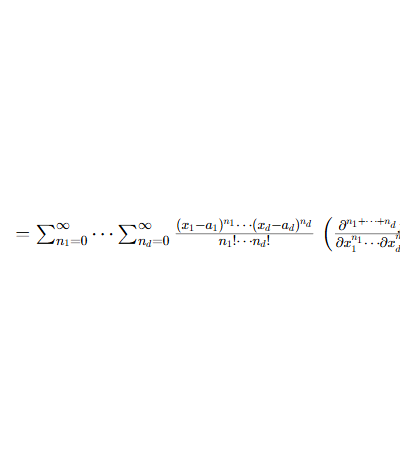 = \sum_{n_1=0}^{\infty} \cdots \sum_{n_d=0}^{\infty} \frac{(x_1-a_1)^{n_1} \cdots (x_d-a_d)^{n_d}}{n_1! \cdots n_d!} \left( \frac{\partial^{n_1+\cdots+n_d}}{\partial x_1^{n_1} \cdots \partial x_d